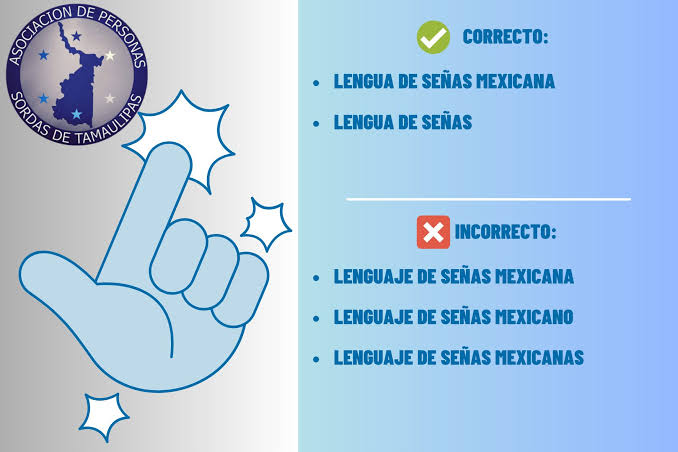 ASOCIACION DE PERSONAS
SORDAS DE TAMAULIPAS
CORRECTO:
• LENGUA DE SEÑAS MEXICANA
• LENGUA DE SEÑAS
INCORRECTO:
• LENGUAJE DE SEÑAS MEXICANA
• LENGUAJE DE SEÑAS MEXICANO
• LENGUAJE DE SEÑAS MEXICANAS